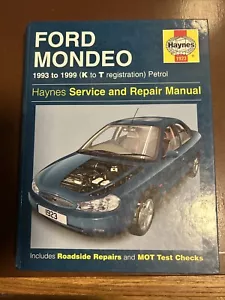 FORD
MONDEO
Haynes
1923
1993 to 1999 (K to T registration) Petrol
Haynes Service and Repair Manual
1923
Includes Roadside Repairs and MOT Test Checks